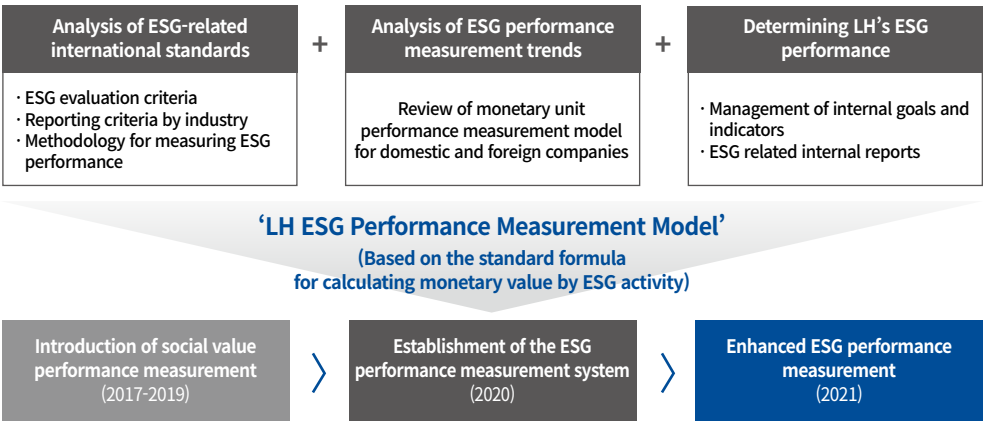 Analysis of ESG-related
international standards
+
Analysis of ESG performance
measurement trends
+
Determining LH's ESG
performance
· ESG evaluation criteria
· Reporting criteria by industry
· Methodology for measuring ESG
performance
Review of monetary unit
performance measurement model
for domestic and foreign companies
· Management of internal goals and
indicators
· ESG related internal reports
‘LH ESG Performance Measurement Model’
(Based on the standard formula
for calculating monetary value by ESG activity)
Introduction of social value
performance measurement
(2017-2019)
Establishment of the ESG
performance measurement system
(2020)
Enhanced ESG performance
measurement
(2021)